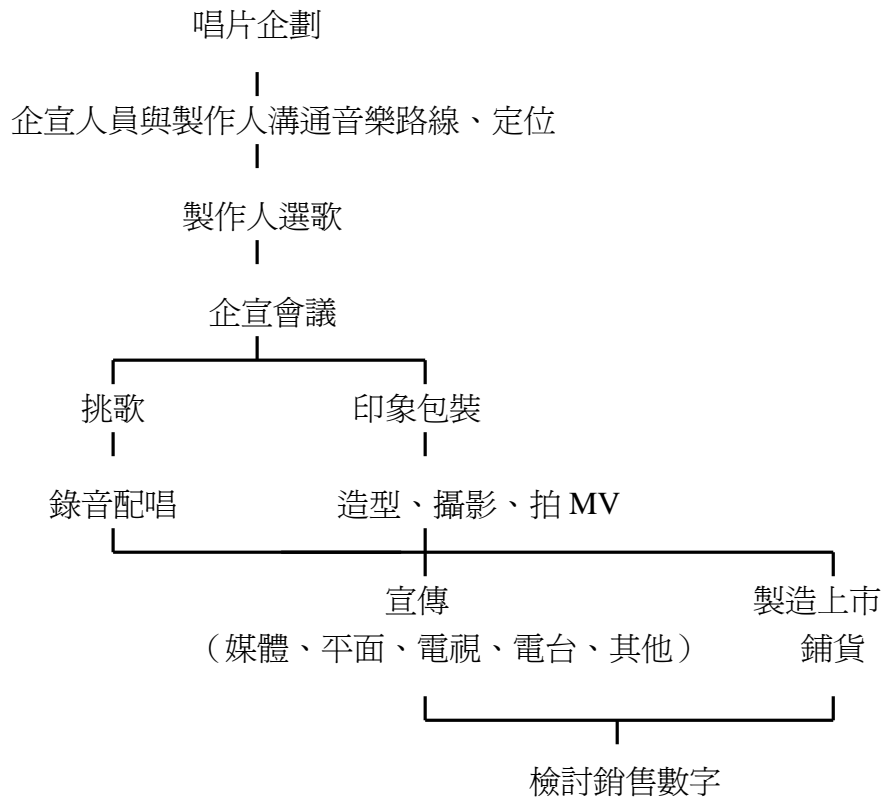 唱片企劃
企宣人員與製作人溝通音樂路線、定位
製作人選歌
企宣會議
挑歌
印象包裝
錄音配唱
造型、攝影、拍 MV
宣傳
製造上市
（媒體、平面、電視、電台、其他）
鋪貨
檢討銷售數字